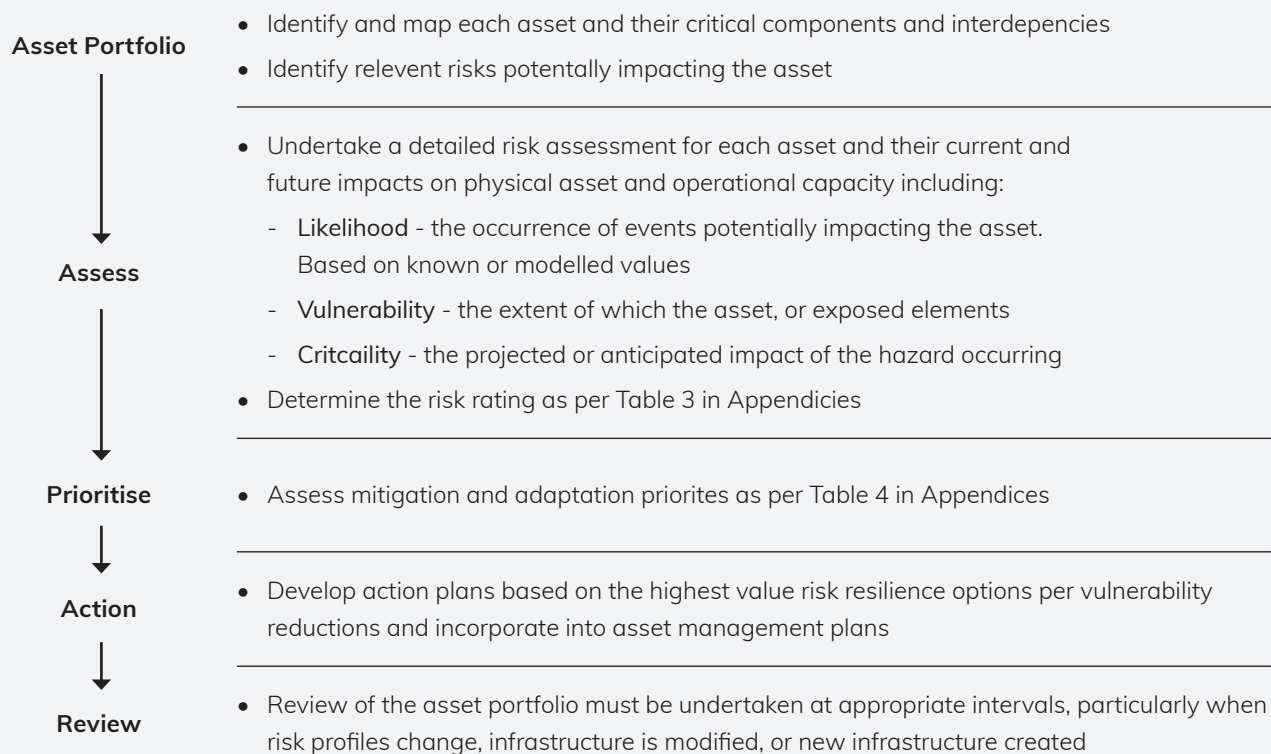 Asset Portfolio
• Identify and map each asset and their critical components and interdepencies
• Identify relevent risks potentally impacting the asset
Assess
• Undertake a detailed risk assessment for each asset and their current and
future impacts on physical asset and operational capacity including:
- Likelihood - the occurrence of events potentially impacting the asset.
Based on known or modelled values
- Vulnerability - the extent of which the asset, or exposed elements
- Critcaility - the projected or anticipated impact of the hazard occurring
• Determine the risk rating as per Table 3 in Appendicies
Prioritise
• Assess mitigation and adaptation priorites as per Table 4 in Appendices
Action
• Develop action plans based on the highest value risk resilience options per vulnerability
reductions and incorporate into asset management plans
Review
• Review of the asset portfolio must be undertaken at appropriate intervals, particularly when
risk profiles change, infrastructure is modified, or new infrastructure created